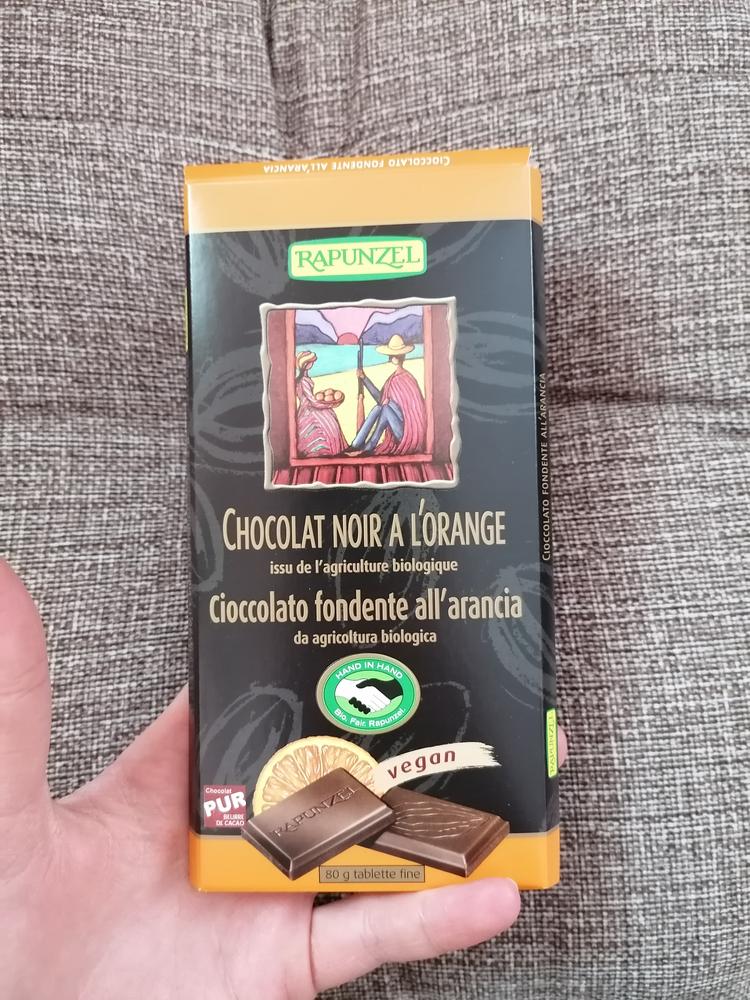 CIOCCOLATO FONDENTE ALL'ARANCIA
RAPUNZEL
CHOCOLAT NOIR A L'ORANGE
issu de l'agriculture biologique
Cioccolato fondente all'arancia
da agricoltura biologica
HAND IN HAND
Bio. Fair. Rapunzel.
vegan
Chocolat
PUR
BEURRE
DE CACAO
RAPUNZEL
80 g tablette fine
CIOCCOLATO FONDENTE ALL'ARANCIA
RAPUNZEL